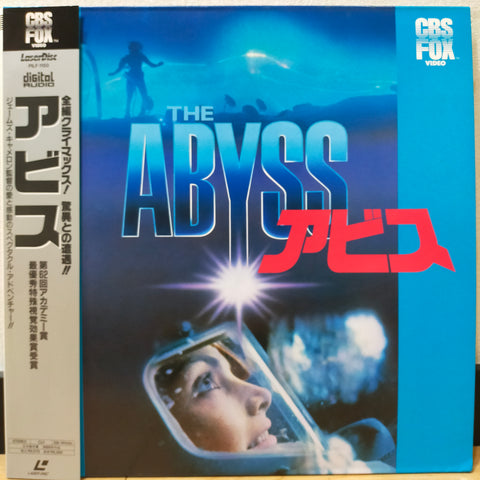 CBS
FOX
VIDEO
LaserDisc
digital
AUDIO
アビス
全編クライマックス! 驚異との遭遇!!
ジェームズ・キャメロン監督の愛と感動のスペクタクル・アドベンチャー!!
第62回アカデミー賞
最優秀特殊視覚効果賞受賞
THE
ABYSS
アビス
CBS
FOX
VIDEO